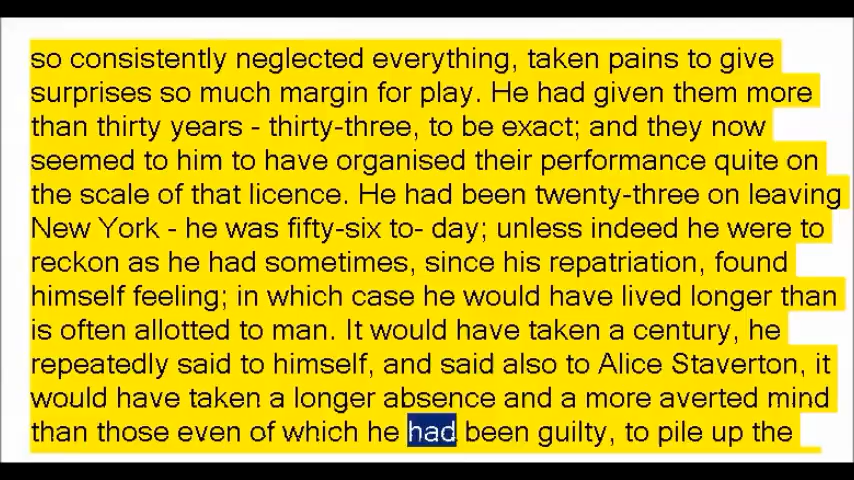 so consistently neglected everything, taken pains to give
surprises so much margin for play. He had given them more
than thirty years - thirty-three, to be exact; and they now
seemed to him to have organised their performance quite on
the scale of that licence. He had been twenty-three on leaving
New York - he was fifty-six to- day; unless indeed he were to
reckon as he had sometimes, since his repatriation, found
himself feeling; in which case he would have lived longer than
is often allotted to man. It would have taken a century, he
repeatedly said to himself, and said also to Alice Staverton, it
would have taken a longer absence and a more averted mind
than those even of which he had been guilty, to pile up the